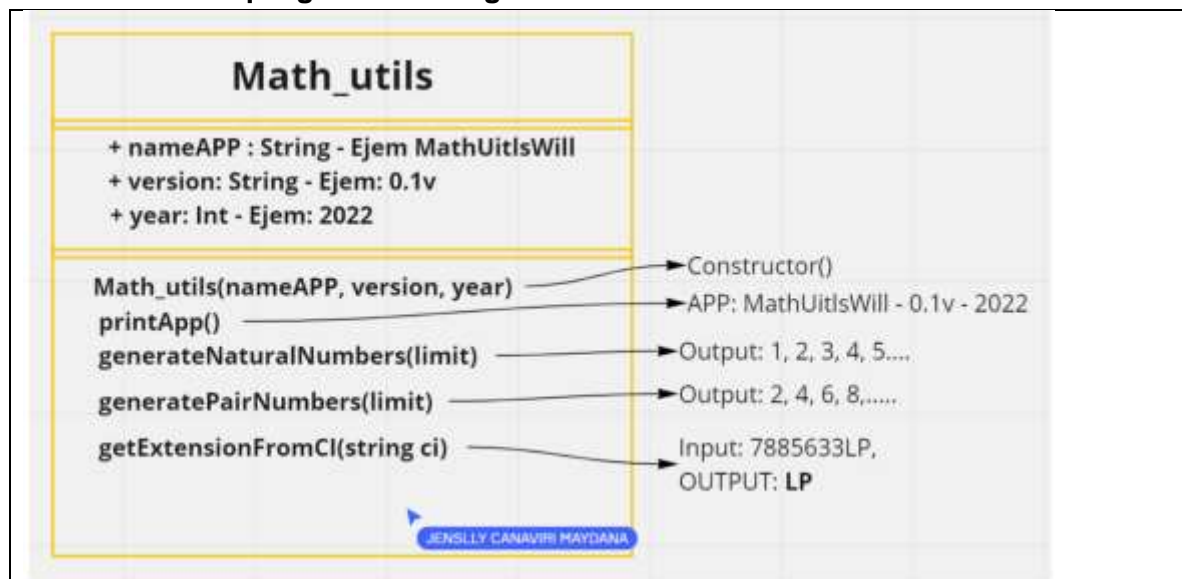 Math_utils
+ nameAPP : String - Ejem MathUitlsWill
+ version: String - Ejem: 0.1v
+ year: Int - Ejem: 2022
Math_utils(nameAPP, version, year)
Constructor()
printApp()
APP: MathUitlsWill - 0.1v - 2022
generateNaturalNumbers(limit)
Output: 1, 2, 3, 4, 5....
generatePairNumbers(limit)
Output: 2, 4, 6, 8,.....
getExtensionFromCI(string ci)
Input: 7885633LP,
OUTPUT: LP
JENSLLY CANAVIRI MAYDANA